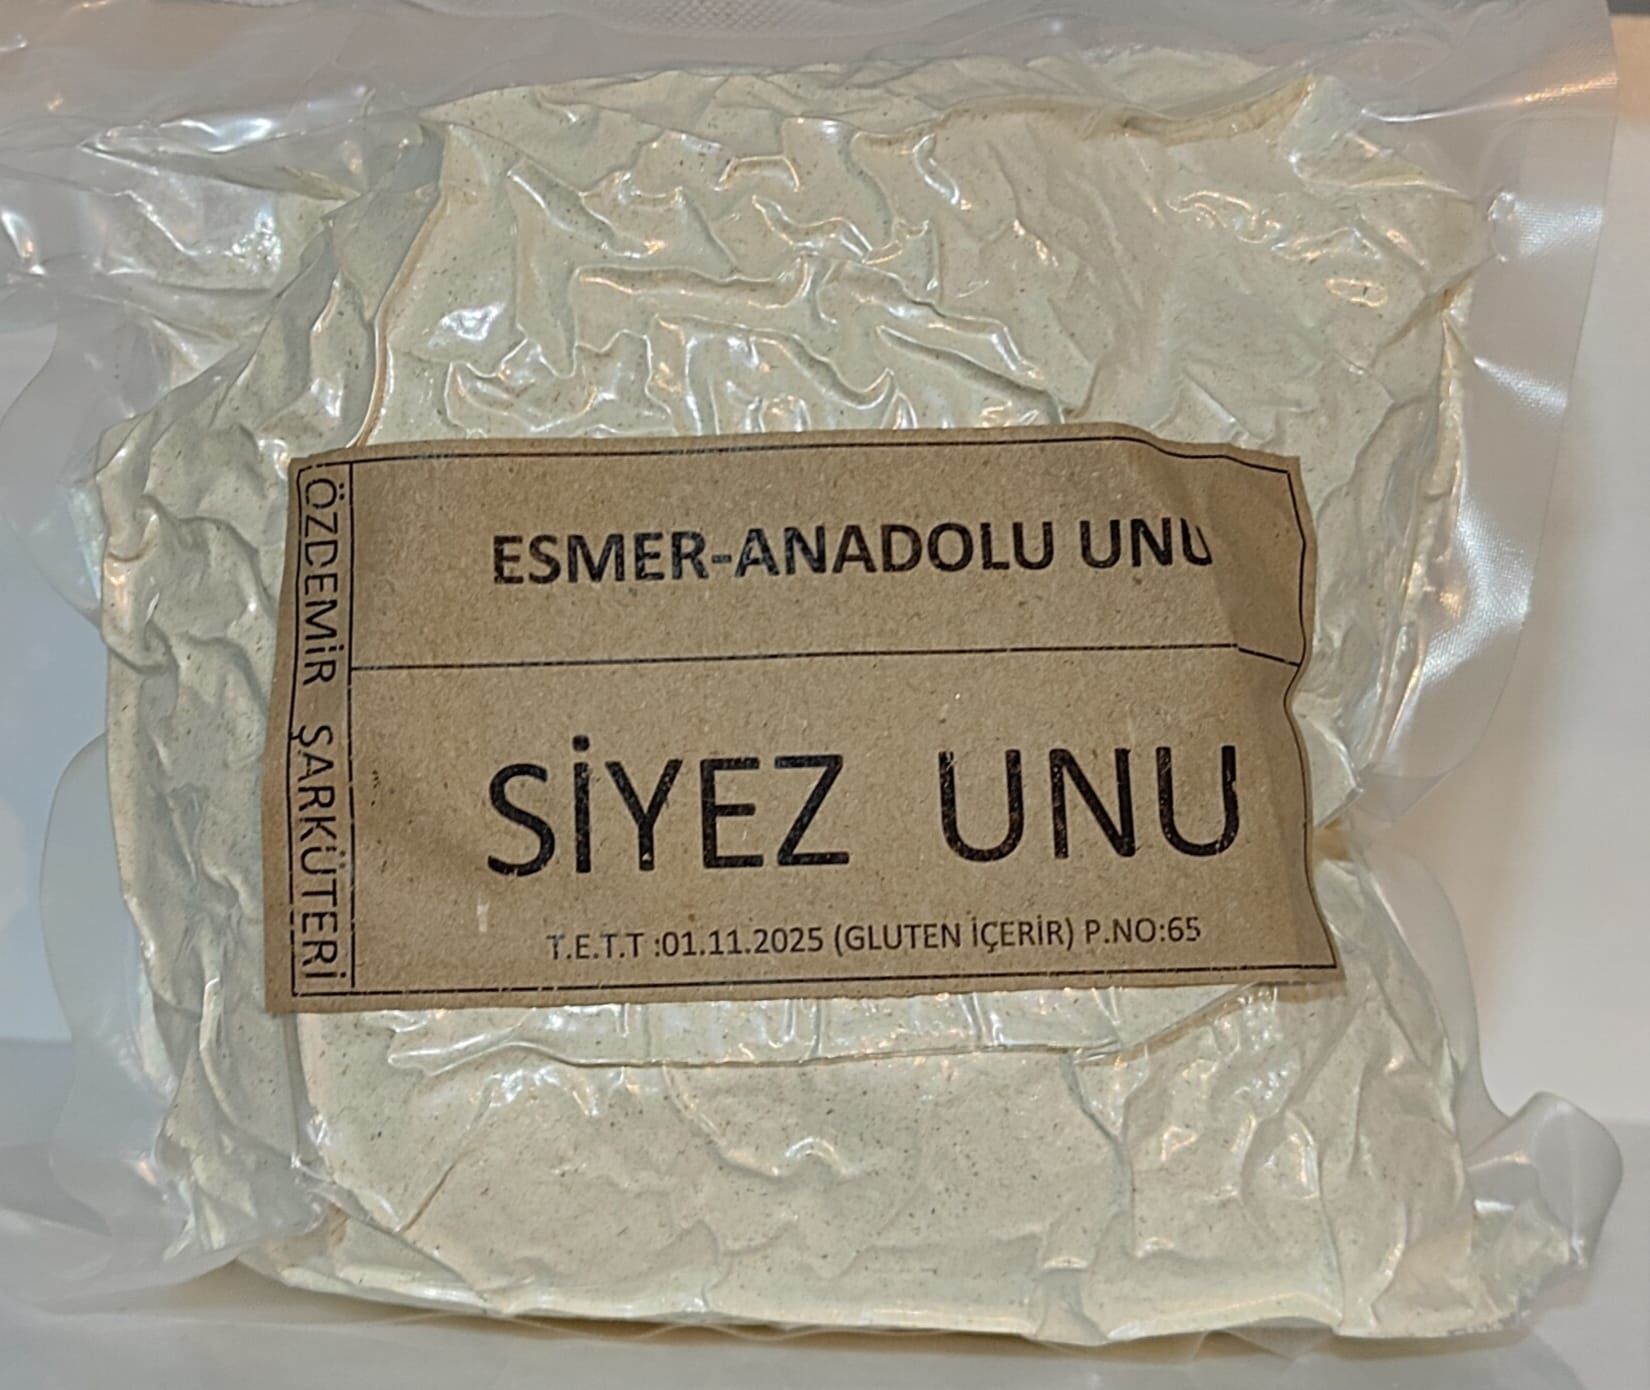 ÖZDEMİR ŞARKÜTERİ
ESMER-ANADOLU UNU
SİYEZ UNU
T.E.T.T :01.11.2025 (GLUTEN İÇERİR) P.NO:65